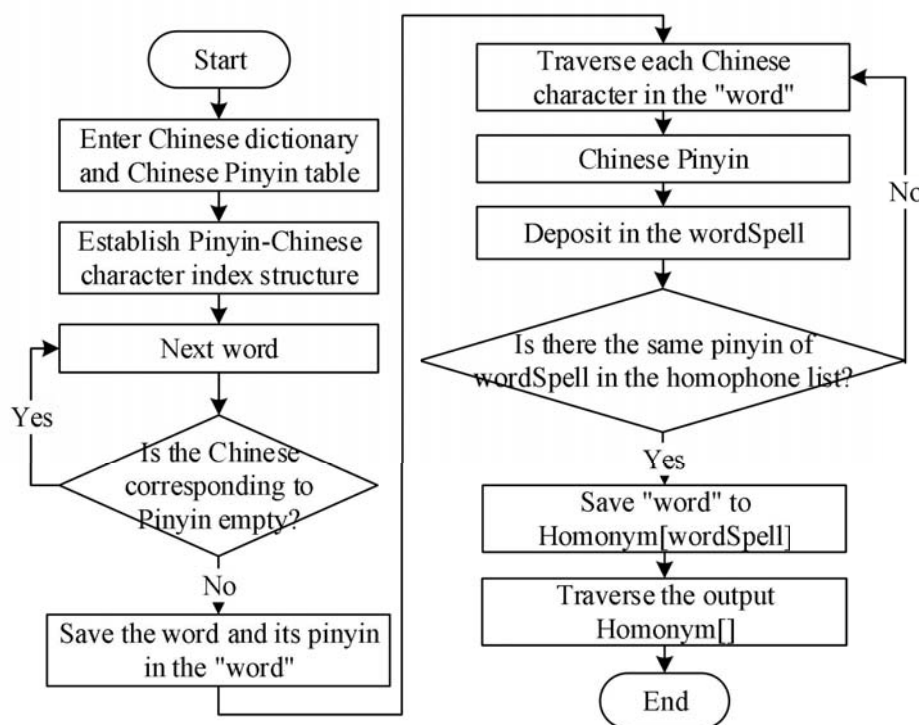 Start
Enter Chinese dictionary
and Chinese Pinyin table
Establish Pinyin-Chinese
character index structure
Next word
Yes
Is the Chinese
corresponding to
Pinyin empty?
No
Save the word and its pinyin
in the "word"
Traverse each Chinese
character in the "word"
Chinese Pinyin
No
Deposit in the wordSpell
Is there the same pinyin of
wordSpell in the homophone list?
Yes
Save "word" to
Homonym[wordSpell]
Traverse the output
Homonym[]
End